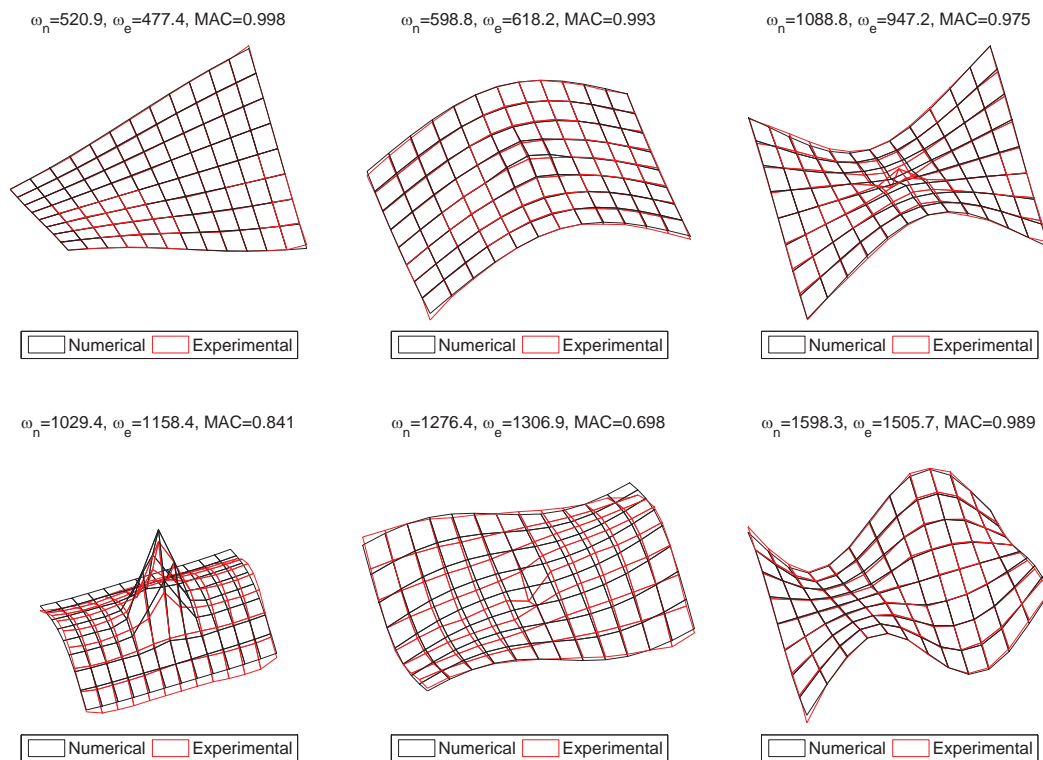 ωn=520.9, ωe=477.4, MAC=0.998
ωn=598.8, ωe=618.2, MAC=0.993
ωn=1088.8, ωe=947.2, MAC=0.975
Numerical Experimental
Numerical Experimental
Numerical Experimental
ωn=1029.4, ωe=1158.4, MAC=0.841
ωn=1276.4, ωe=1306.9, MAC=0.698
ωn=1598.3, ωe=1505.7, MAC=0.989
Numerical Experimental
Numerical Experimental
Numerical Experimental